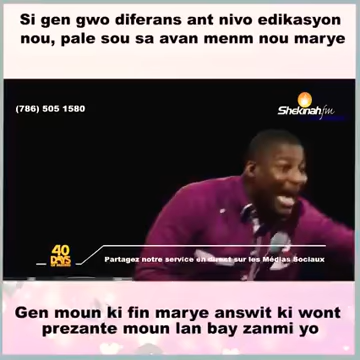 Si gen gwo diferans ant nivo edikasyon
nou, pale sou sa avan menm nou marye
(786) 505 1580
Shekinah fm
40
DAYS
Partagez notre service en direct sur les Médias Sociaux
Gen moun ki fin marye answit ki wont
prezante moun lan bay zanmi yo